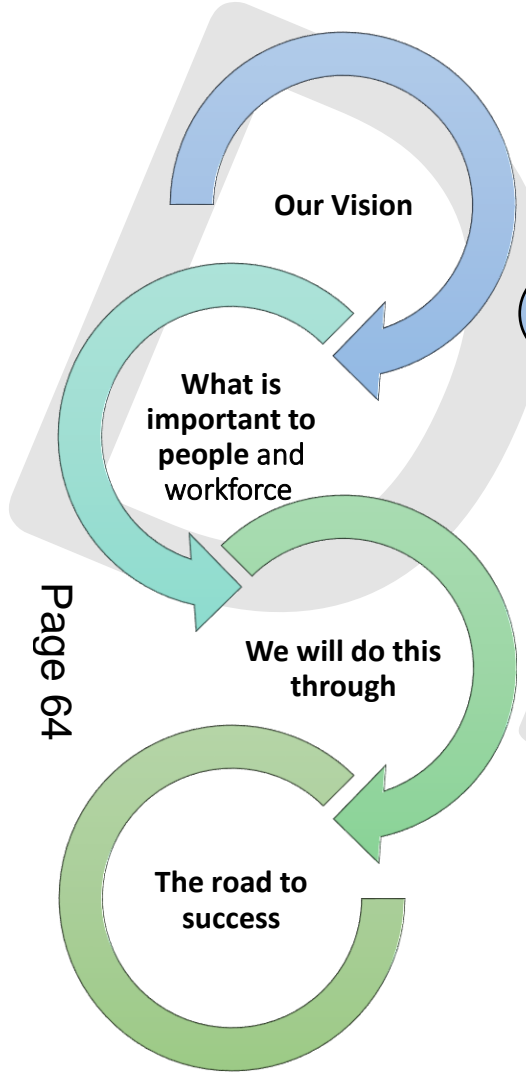 Our Vision
What is
important to
people and
workforce
Page 64
We will do this
through
The road to
success